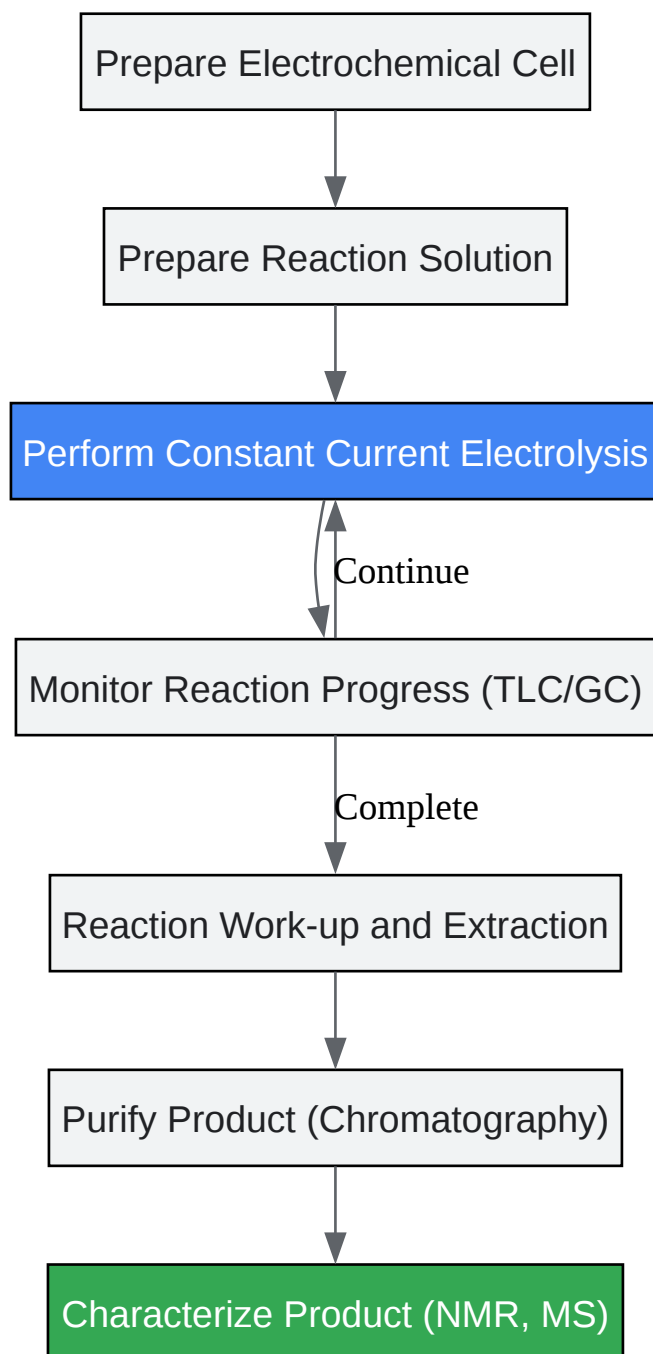 Prepare Electrochemical Cell
Prepare Reaction Solution
Perform Constant Current Electrolysis
Continue
Monitor Reaction Progress (TLC/GC)
Complete
Reaction Work-up and Extraction
Purify Product (Chromatography)
Characterize Product (NMR, MS)